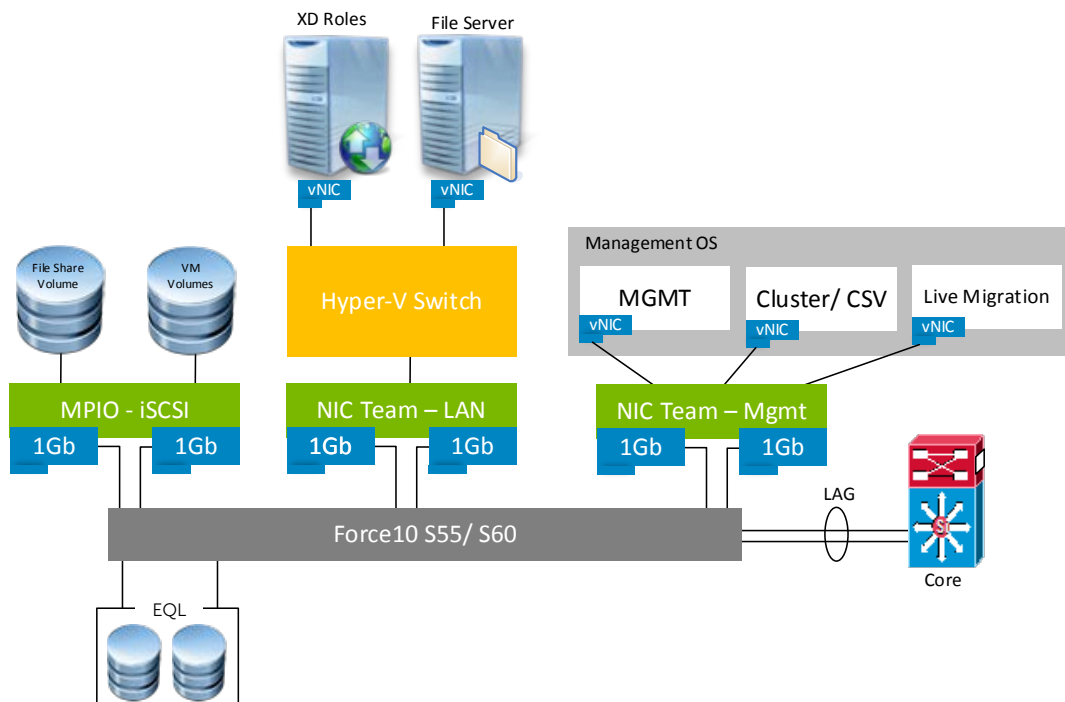 XD Roles
File Server
vNIC
vNIC
File Share
Volume
VM
Volumes
Hyper-V Switch
Management OS
MGMT
Cluster/ CSV
Live Migration
vNIC
vNIC
vNIC
MPIO - iSCSI
NIC Team – LAN
NIC Team – Mgmt
1Gb
1Gb
1Gb
1Gb
1Gb
1Gb
LAG
Si
Force10 S55/ S60
Core
EQL